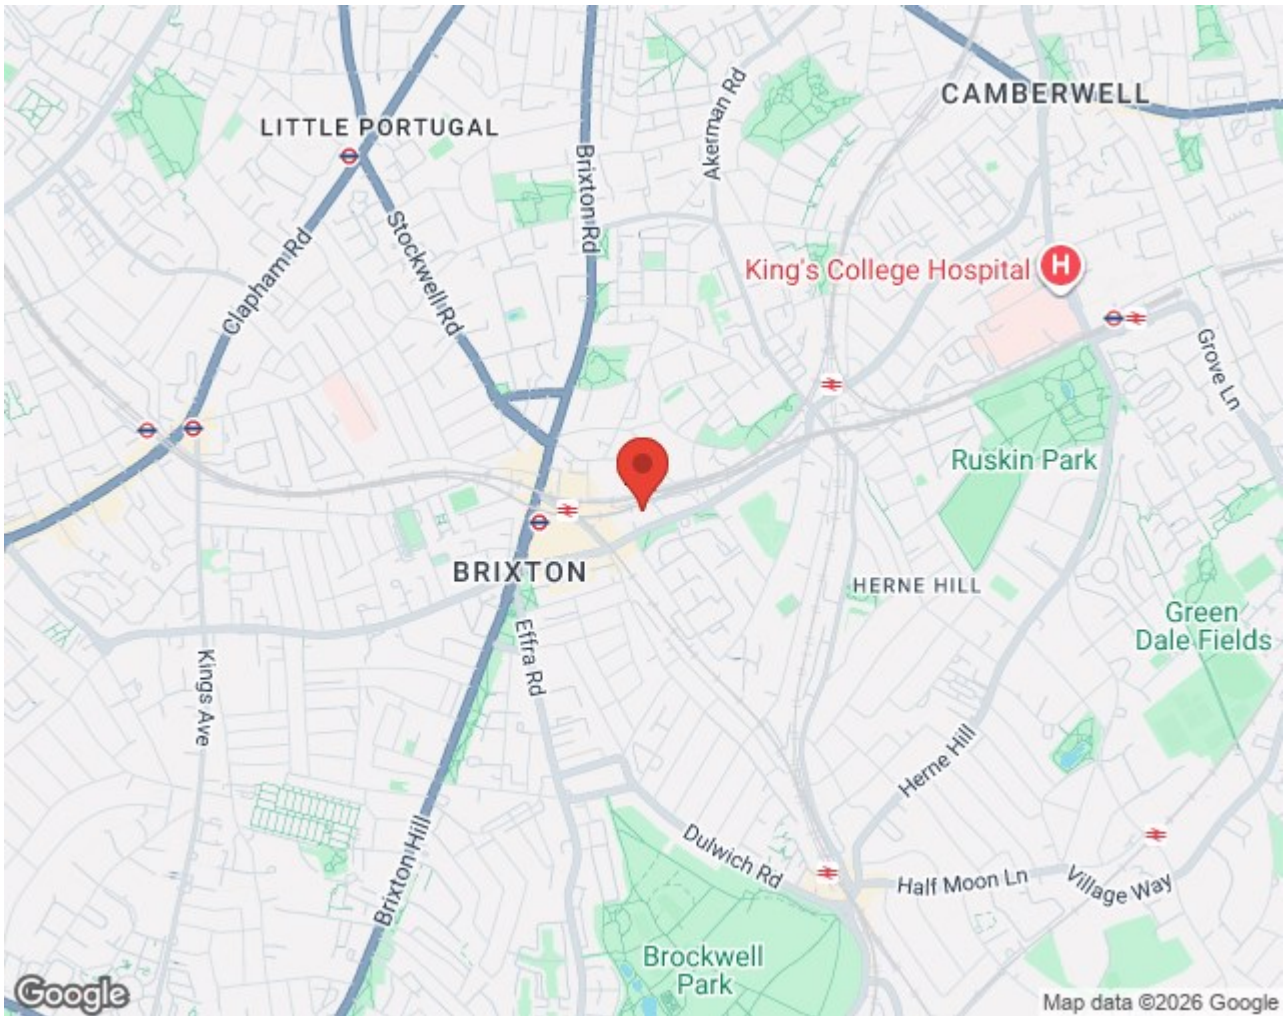 CAMBERWELL
LITTLE PORTUGAL
Akerman Rd
Brixton Rd
Stockwell Rd
Clapham Rd
King's College Hospital
H
Grove Ln
Ruskin Park
BRIXTON
HERNE HILL
Green
Dale Fields
Effra Rd
Kings Ave
Herne Hill
Brixton Hill
Dulwich Rd
Half Moon Ln
Village Way
Brockwell
Park
Google
Map data ©2026 Google